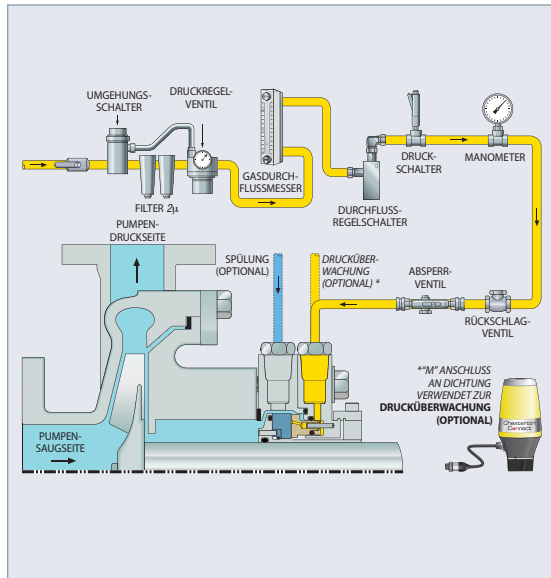 UMGEHUNGS-
SCHALTER
DRUCKREGEL-
VENTIL
FILTER 2µ
GASDURCH-
FLUSSMESSER
DURCHFLUSS-
REGELSCHALTER
DRUCK-
SCHALTER
MANOMETER
PUMPEN-
DRUCKSEITE
SPÜLUNG
(OPTIONAL)
DRUCKÜBER-
WACHUNG
(OPTIONAL) *
ABSPERR-
VENTIL
RÜCKSCHLAG-
VENTIL
*"M" ANSCHLUSS
AN DICHTUNG
VERWENDET ZUR
DRUCKÜBERWACHUNG
(OPTIONAL)
Chesterton
Connect
PUMPEN-
SAUGSEITE